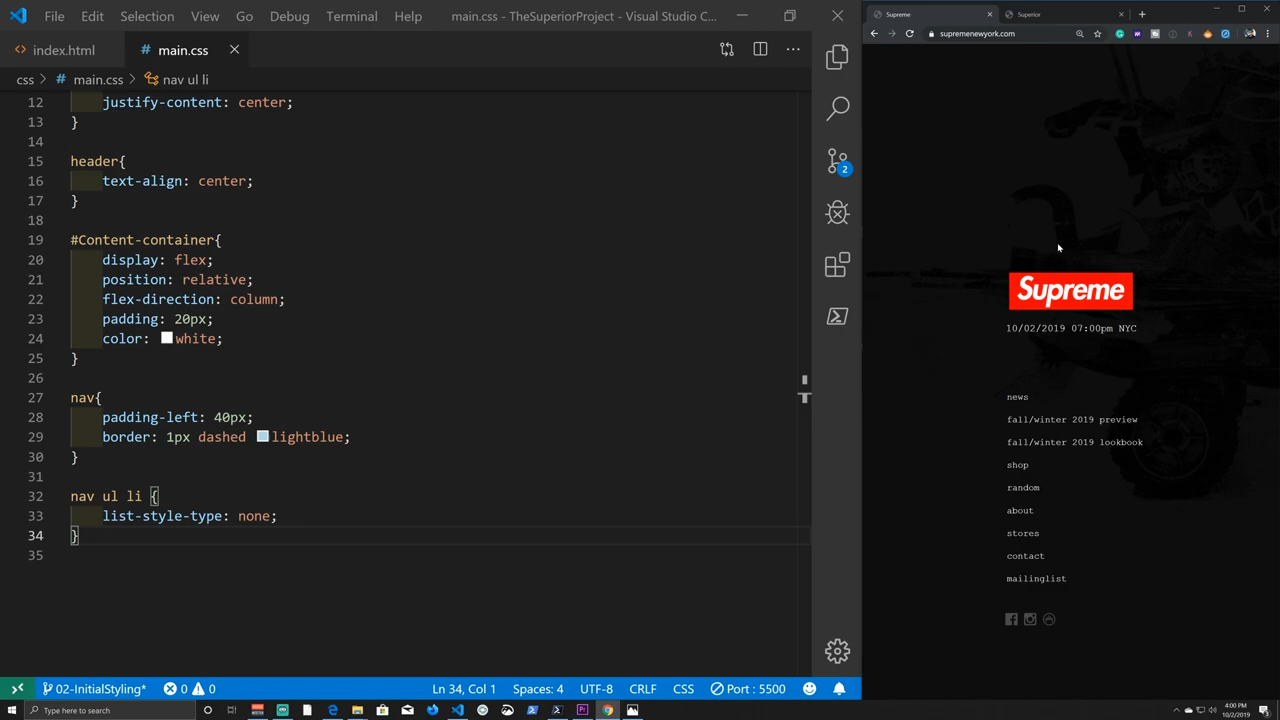 File Edit Selection View Go Debug Terminal Help main.css - TheSuperiorProject - Visual Studio C...
index.html # main.css
css > # main.css > nav ul li
12 justify-content: center;
13 }
14
15 header{
16 text-align: center;
17 }
18
19 #Content-container{
20 display: flex;
21 position: relative;
22 flex-direction: column;
23 padding: 20px;
24 color: white;
25 }
26
27 nav{
28 padding-left: 40px;
29 border: 1px dashed lightblue;
30 }
31
32 nav ul li {
33 list-style-type: none;
34 }
35
2
02-InitialStyling* 0 0 Ln 34, Col 1 Spaces: 4 UTF-8 CRLF CSS Port : 5500
Supreme Superior
supremenewyork.com
Supreme
10/02/2019 07:00pm NYC
news
fall/winter 2019 preview
fall/winter 2019 lookbook
shop
random
about
stores
contact
mailinglist
Type here to search
4:00 PM
10/2/2019